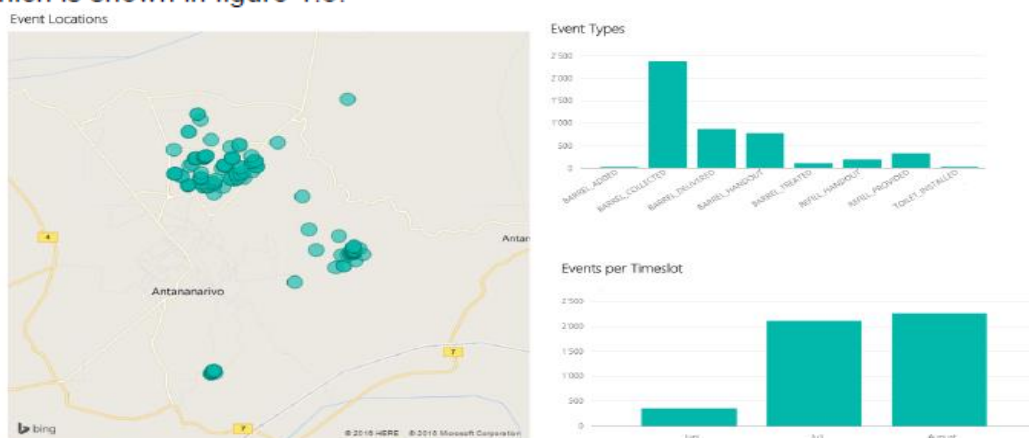 which is shown in figure 4.6.
Event Locations
4
Antananarivo
Antan
7
7
bing
© 2016 HERE © 2016 Microsoft Corporation
Event Types
2'500
2'000
1'500
1'000
500
0
BARREL_ADDED
BARREL_COLLECTED
BARREL_DELIVERED
BARREL_HANDOUT
BARREL_TREATED
REFILL_HANDOUT
REFILL_PROVIDED
TOILET_INSTALLED
Events per Timeslot
2'500
2'000
1'500
1'000
500
0